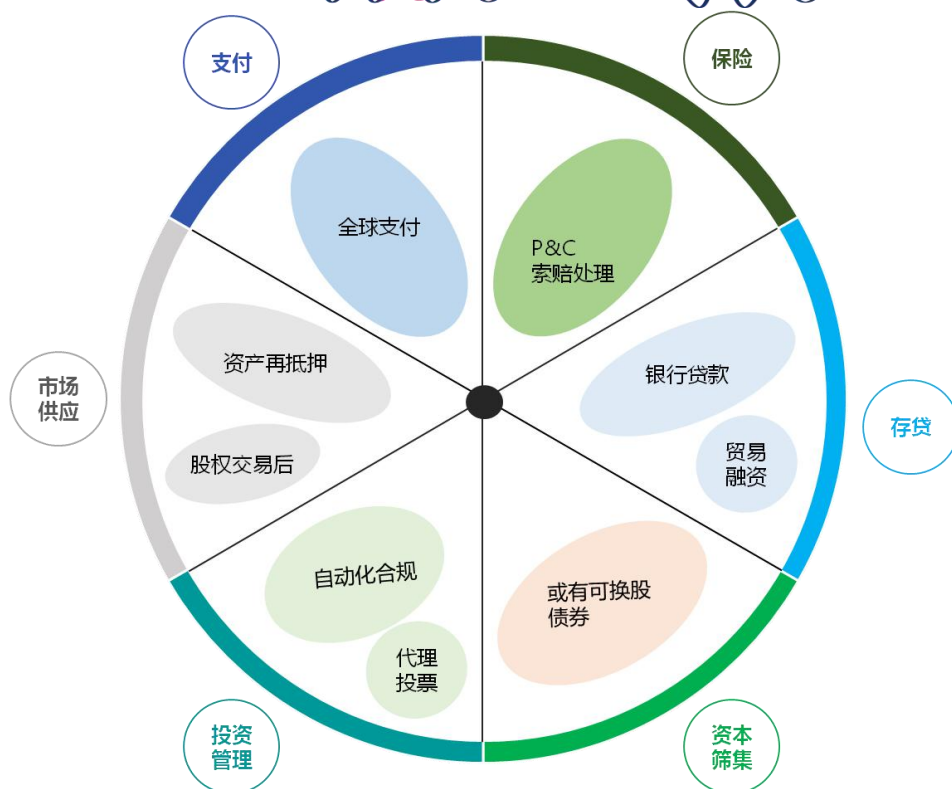 支付
保险
全球支付
P&C
索赔处理
资产再抵押
银行贷款
市场
供应
存贷
股权交易后
贸易
融资
自动化合规
或有可换股
债券
代理
投票
投资
管理
资本
筛集